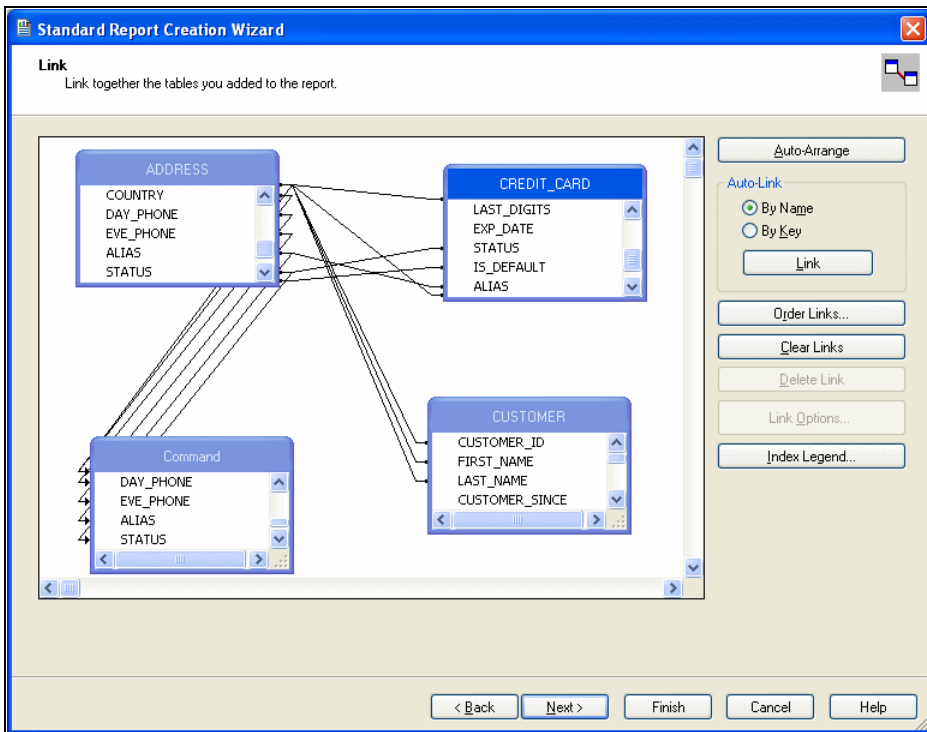 Standard Report Creation Wizard
Link
Link together the tables you added to the report.
ADDRESS
COUNTRY
DAY_PHONE
EVE_PHONE
ALIAS
STATUS
CREDIT_CARD
LAST_DIGITS
EXP_DATE
STATUS
IS_DEFAULT
ALIAS
Command
DAY_PHONE
EVE_PHONE
ALIAS
STATUS
CUSTOMER
CUSTOMER_ID
FIRST_NAME
LAST_NAME
CUSTOMER_SINCE
Auto-Arrange
Auto-Link
By Name
By Key
Link
Order Links...
Clear Links
Delete Link
Link Options...
Index Legend...
< Back
Next >
Finish
Cancel
Help